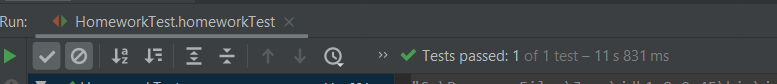 Run: HomeworkTest.homeworkTest
Tests passed: 1 of 1 test – 11 s 831 ms